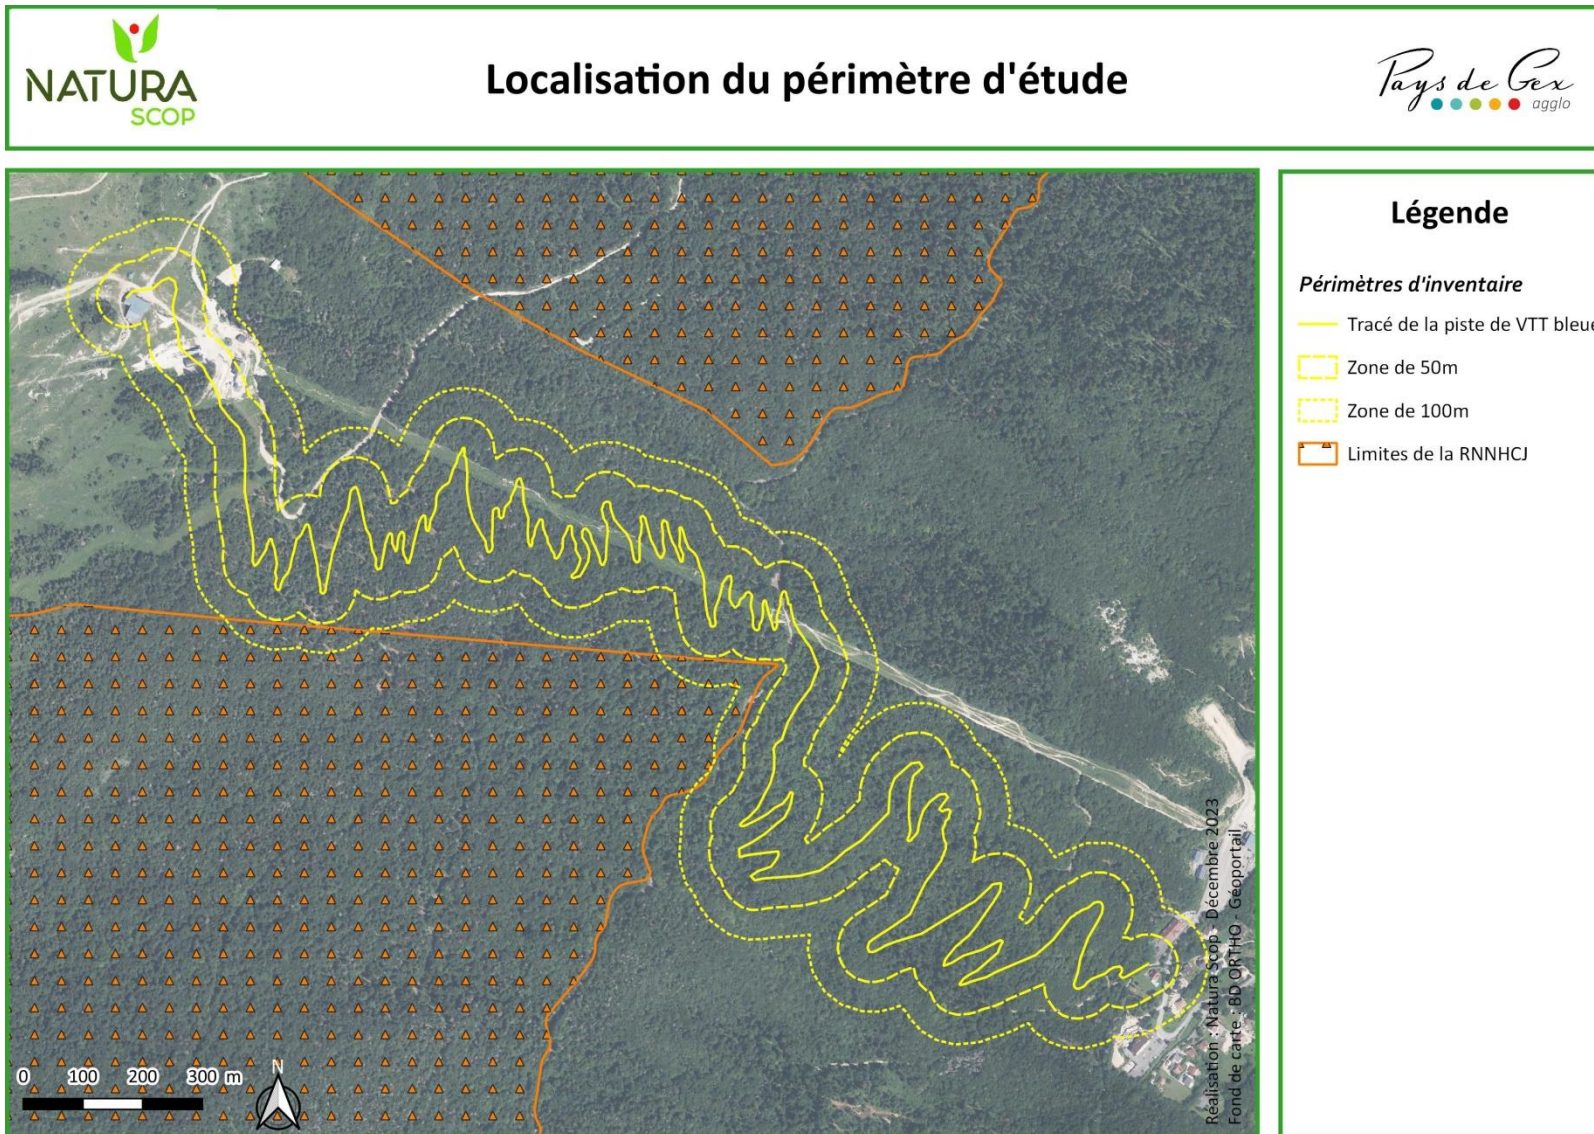 NATURA
SCOP
Localisation du périmètre d'étude
Pays de Gex
agglo
Légende
Périmètres d'inventaire
Tracé de la piste de VTT bleue
Zone de 50m
Zone de 100m
Limites de la RNNHCJ
0 100 200 300 m
N
Réalisation : Natura Scop - Décembre 2023
Fond de carte : BD ORTHO - Géoportail